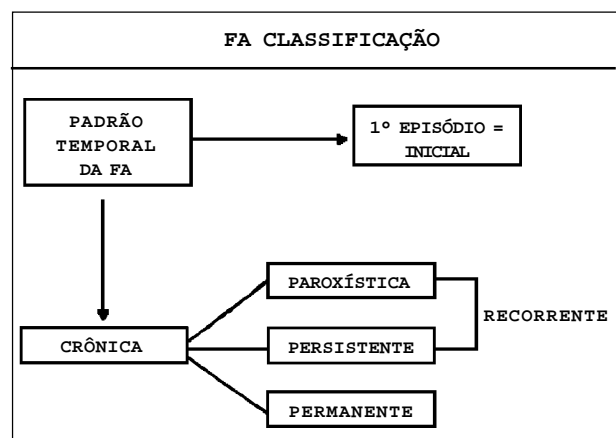 FA CLASSIFICAÇÃO
PADRÃO
TEMPORAL
DA FA
1º EPISÓDIO =
INICIAL
PAROXÍSTICA
RECORRENTE
CRÔNICA
PERSISTENTE
PERMANENTE